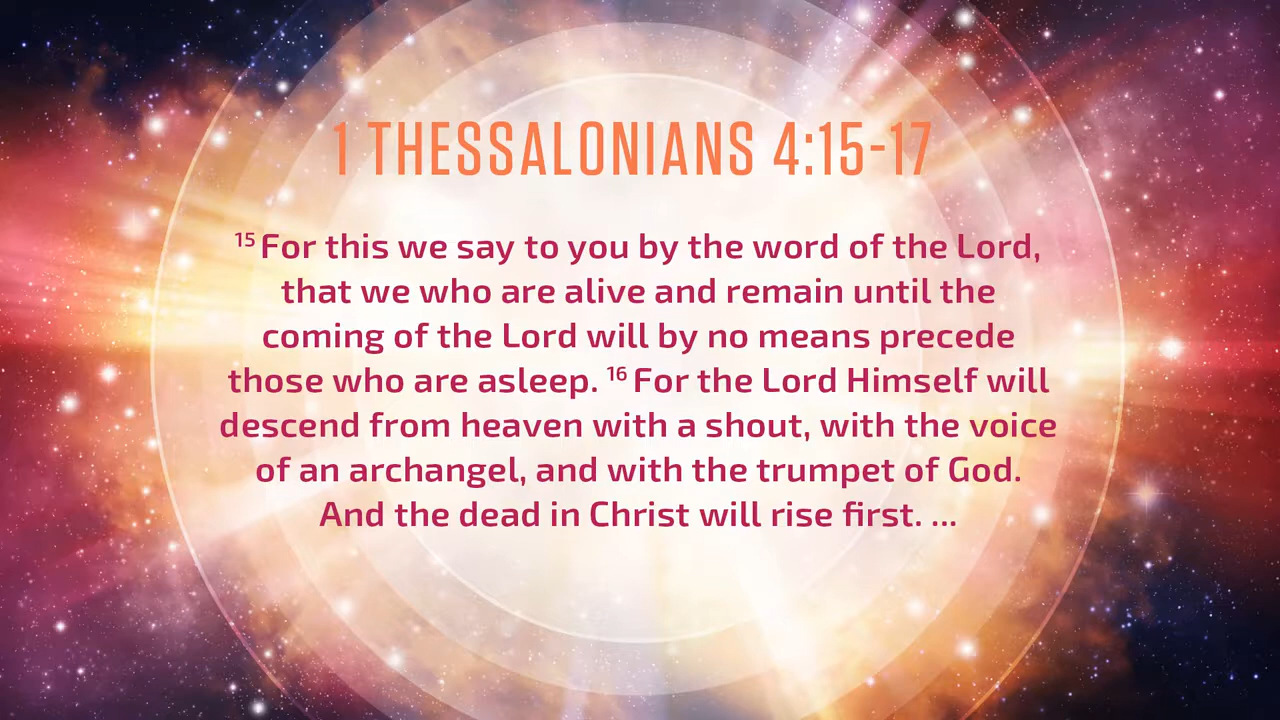 1 THESSALONIANS 4:15-17
¹⁵ For this we say to you by the word of the Lord,
that we who are alive and remain until the
coming of the Lord will by no means precede
those who are asleep. ¹⁶ For the Lord Himself will
descend from heaven with a shout, with the voice
of an archangel, and with the trumpet of God.
And the dead in Christ will rise first. ...